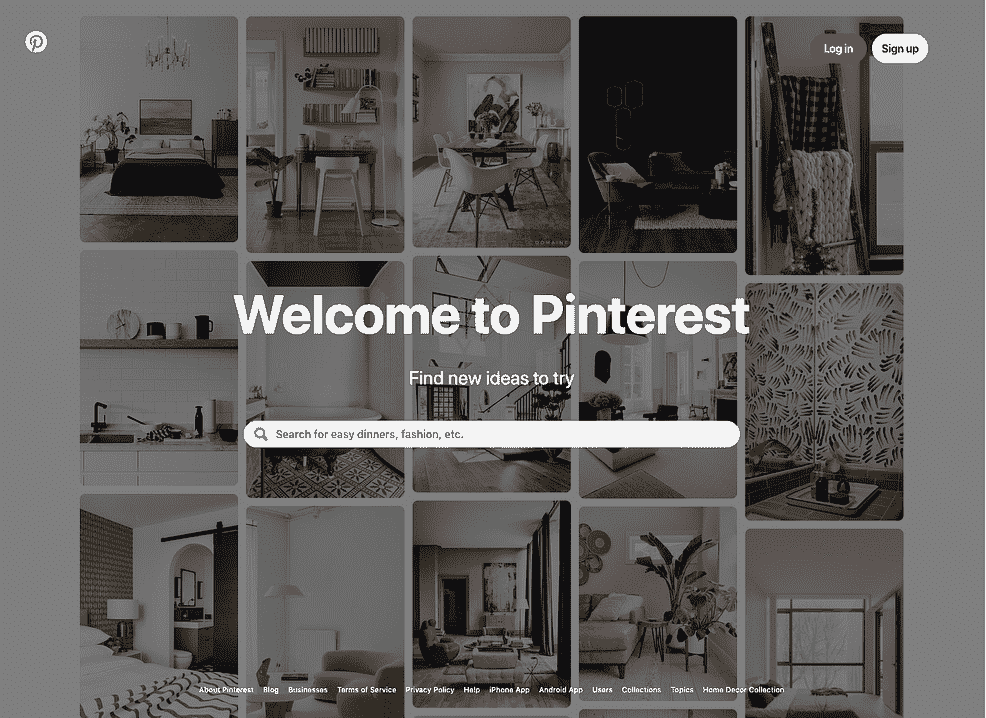 Log in
Sign up
DOMAINE
Welcome to Pinterest
Find new ideas to try
Search for easy dinners, fashion, etc.
About Pinterest Blog Businesses Terms of Service Privacy Policy Help iPhone App Android App Users Collections Topics Home Decor Collection